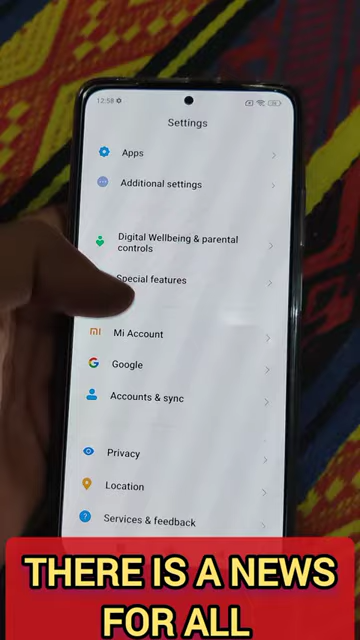 12:58
Settings
Apps
Additional settings
Digital Wellbeing & parental
controls
Special features
Mi Account
Google
Accounts & sync
Privacy
Location
Services & feedback
THERE IS A NEWS
FOR ALL